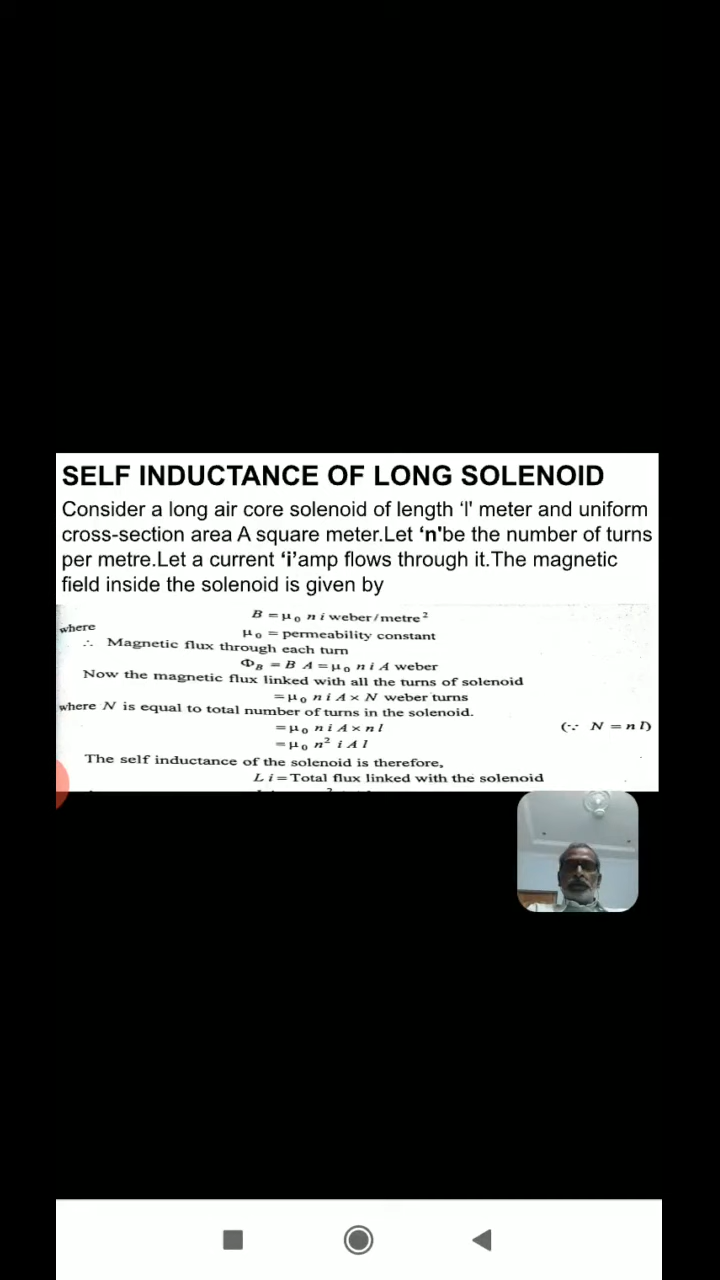 SELF INDUCTANCE OF LONG SOLENOID
Consider a long air core solenoid of length 'l' meter and uniform
cross-section area A square meter.Let 'n'be the number of turns
per metre.Let a current 'i'amp flows through it.The magnetic
field inside the solenoid is given by
B = μ₀ n i weber/metre²
where
μ₀ = permeability constant
∴ Magnetic flux through each turn
Φ_B = B A = μ₀ n i A weber
Now the magnetic flux linked with all the turns of solenoid
= μ₀ n i A × N weber turns
where N is equal to total number of turns in the solenoid.
= μ₀ n i A × n l (∵ N = n l)
= μ₀ n² i A l
The self inductance of the solenoid is therefore,
L i = Total flux linked with the solenoid